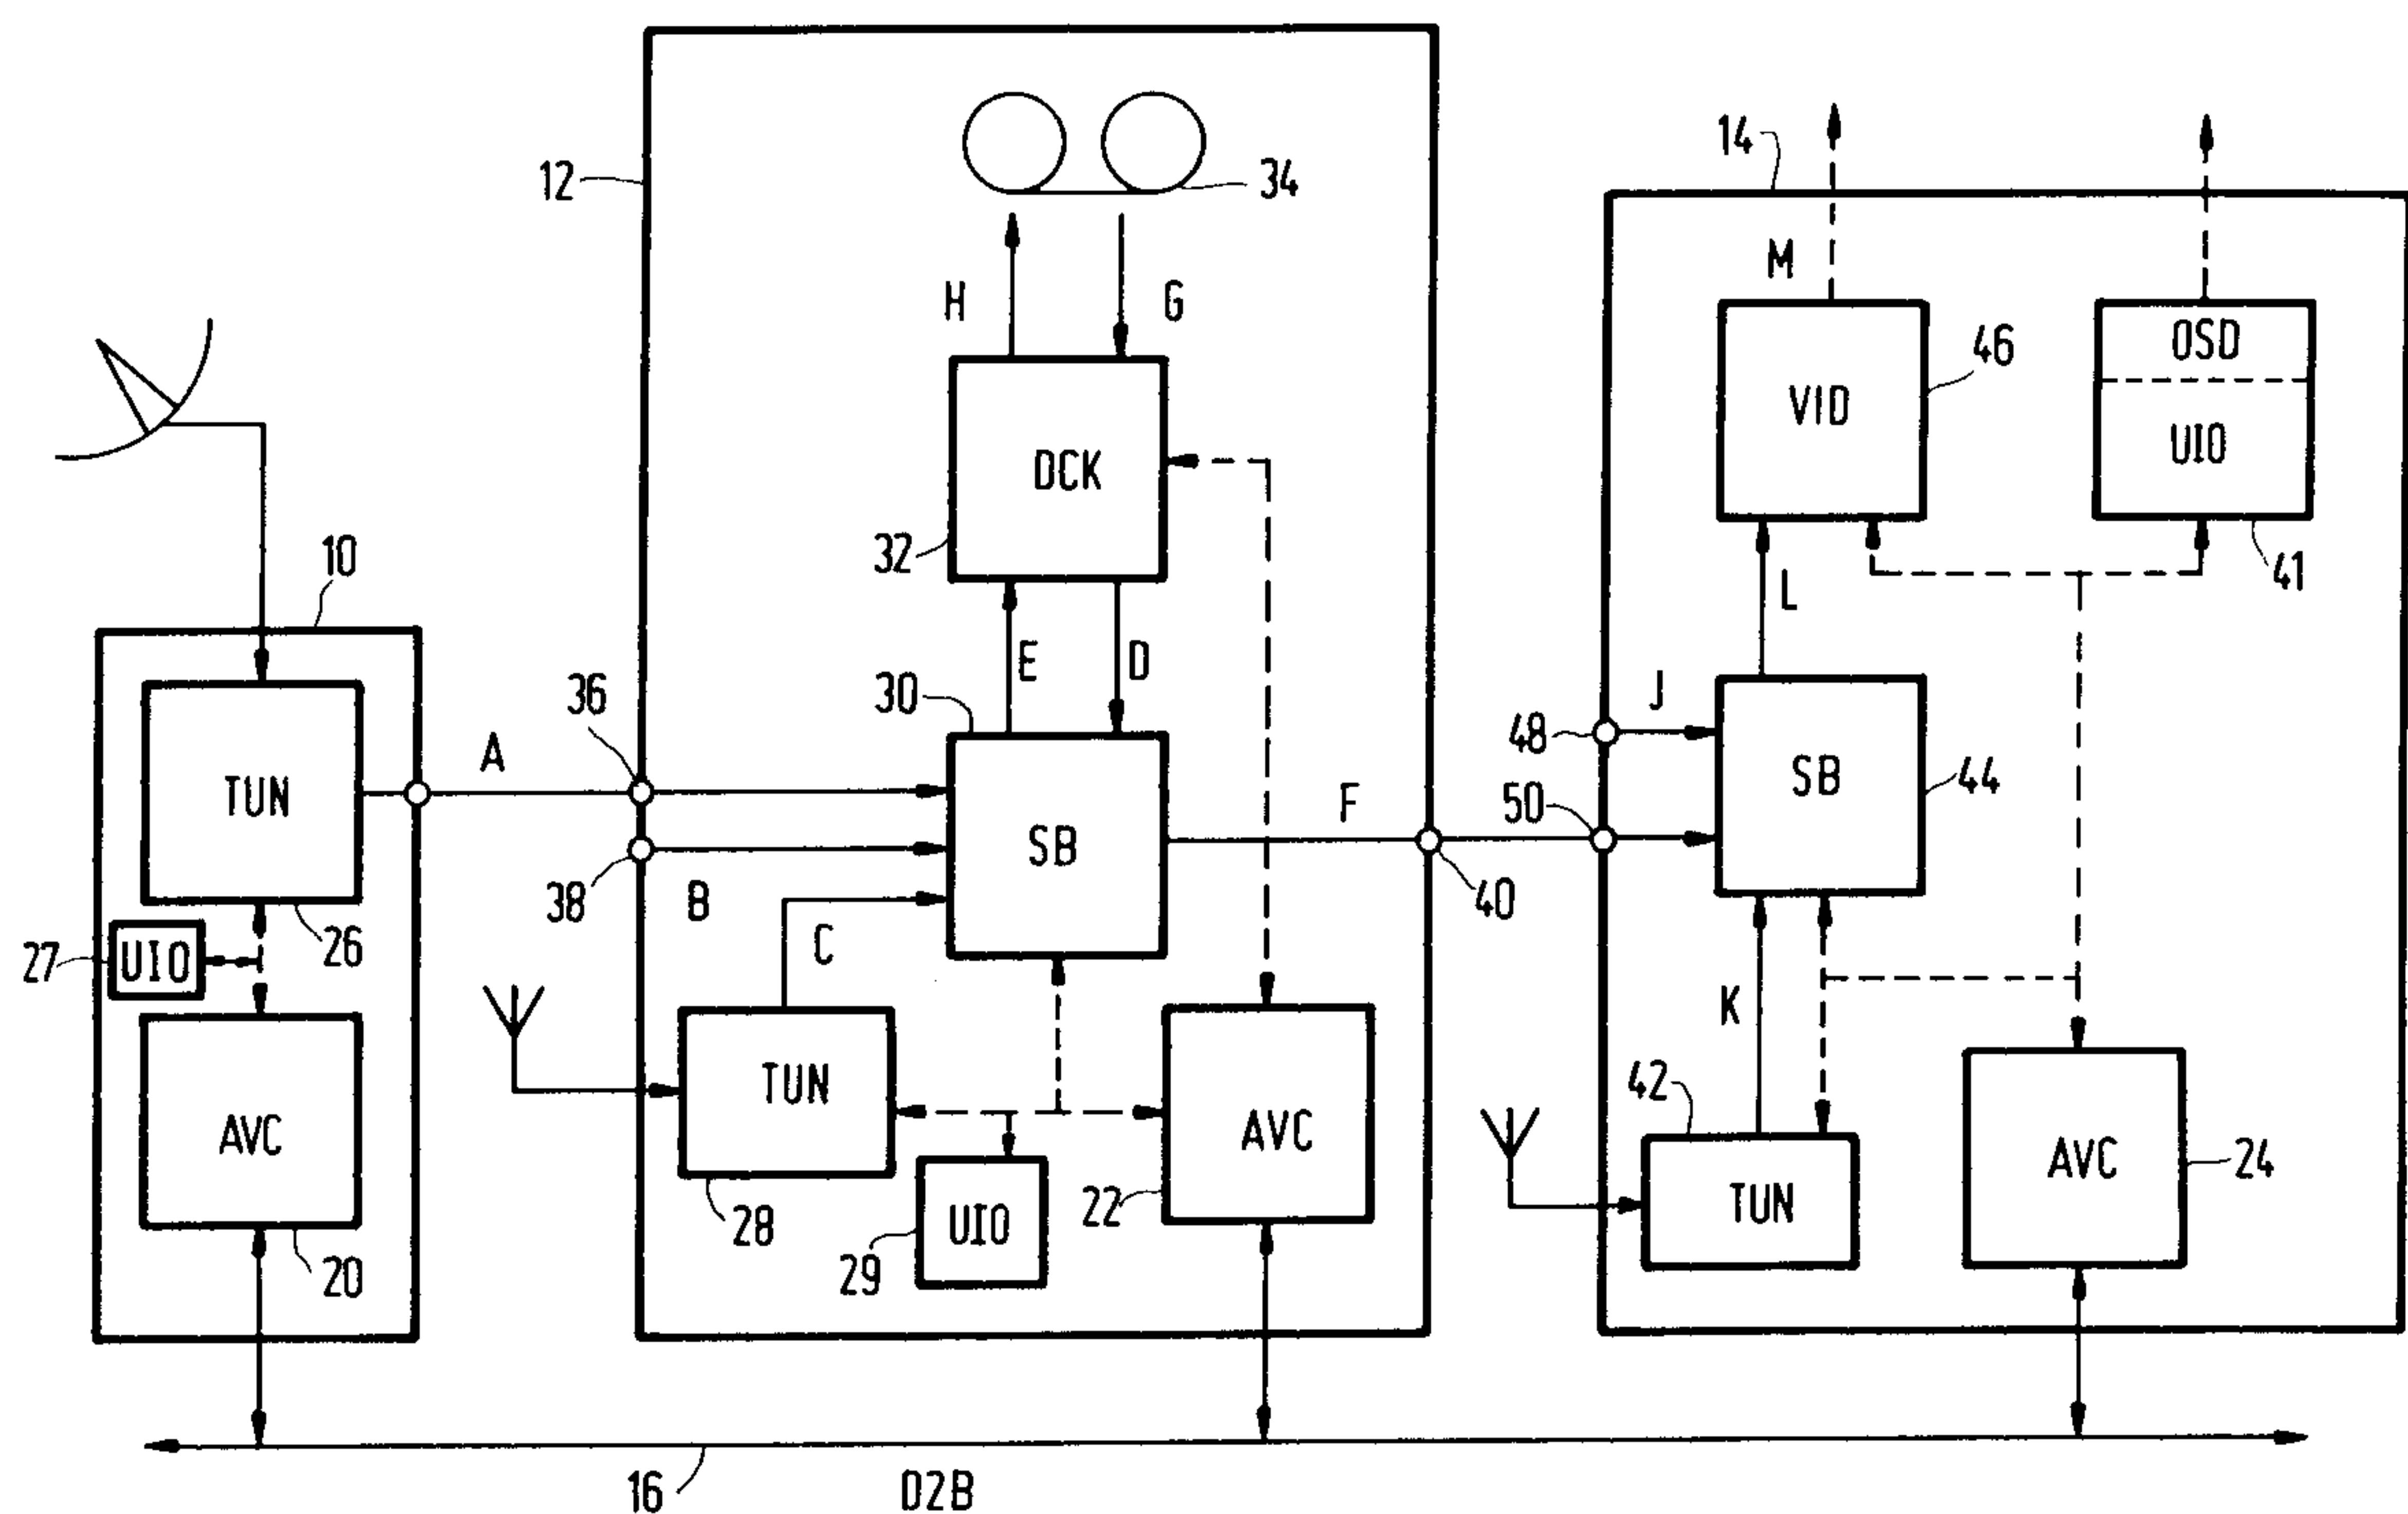 12
34
14
H
G
M
46
OSD
VID
UIO
DCK
10
32
41
L
E
D
36
30
J
48
A
TUN
SB
44
F
50
SB
38
B
40
27
UIO
26
C
K
TUN
42
AVC
AVC
AVC
24
22
TUN
20
28
29
UIO
16
D2B